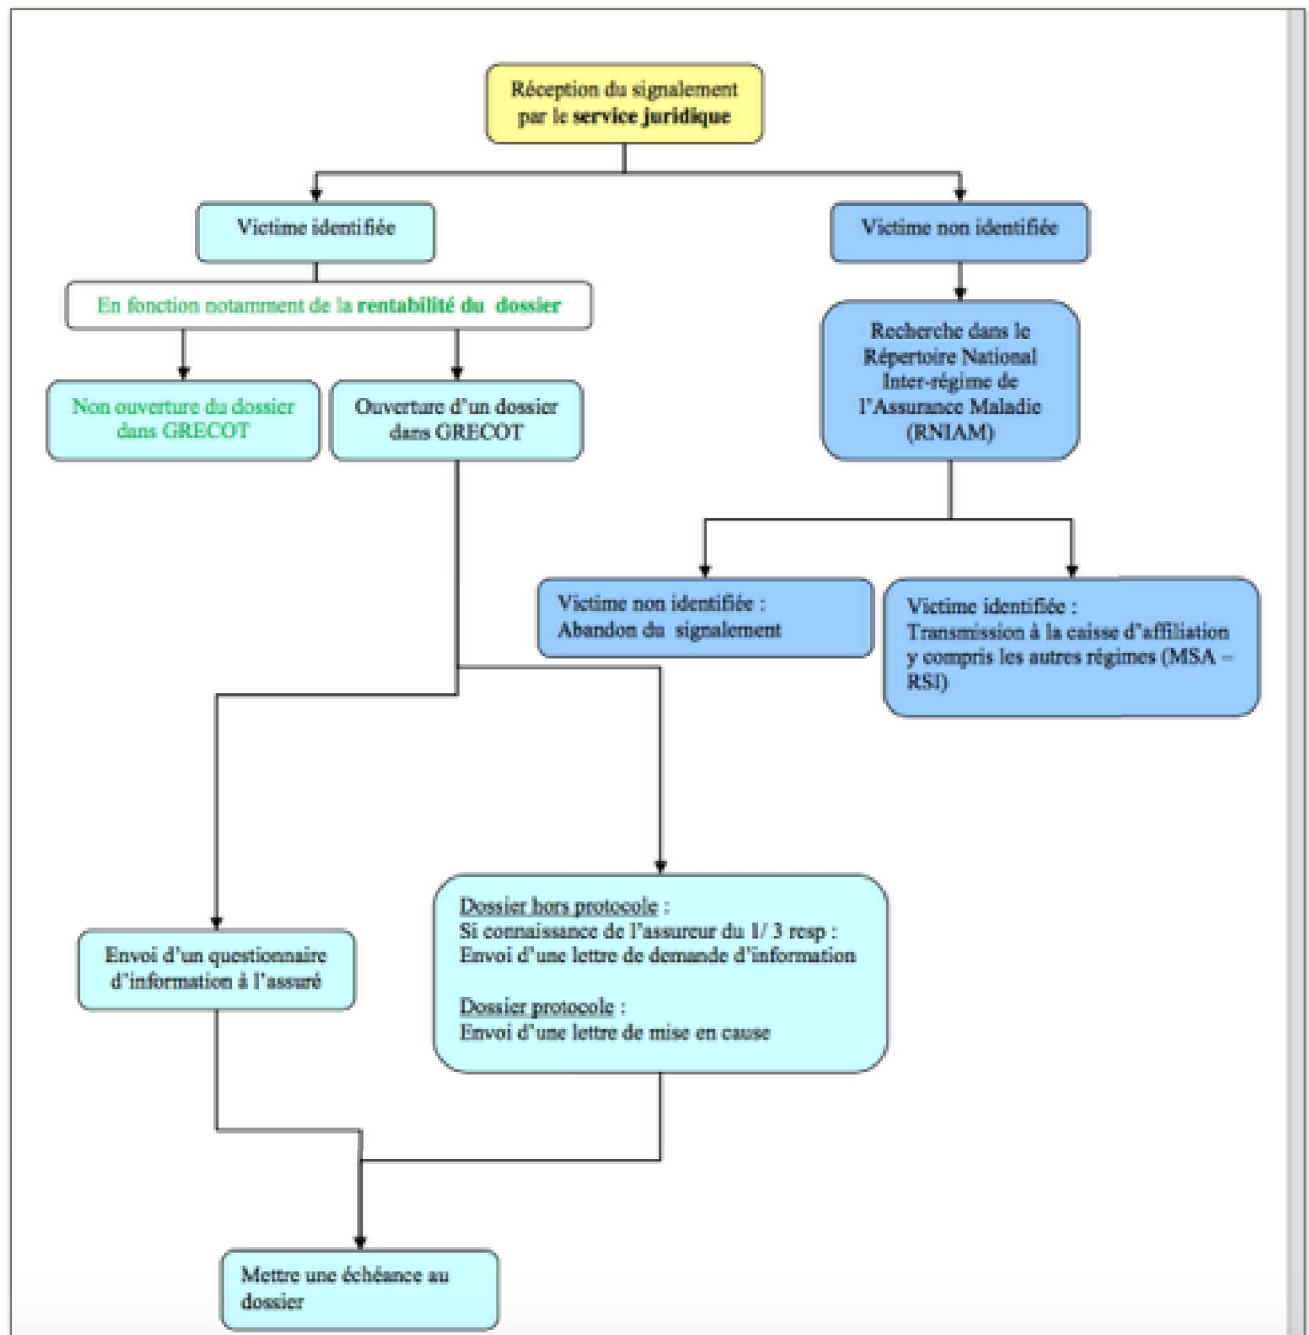 Réception du signalement
par le service juridique
Victime identifiée
Victime non identifiée
En fonction notamment de la rentabilité du dossier
Non ouverture du dossier
dans GRECOT
Ouverture d'un dossier
dans GRECOT
Recherche dans le
Répertoire National
Inter-régime de
l'Assurance Maladie
(RNIAM)
Victime non identifiée :
Abandon du signalement
Victime identifiée :
Transmission à la caisse d'affiliation
y compris les autres régimes (MSA –
RSI)
Envoi d'un questionnaire
d'information à l'assuré
Dossier hors protocole :
Si connaissance de l'assureur du 1/ 3 resp :
Envoi d'une lettre de demande d'information
Dossier protocole :
Envoi d'une lettre de mise en cause
Mettre une échéance au
dossier